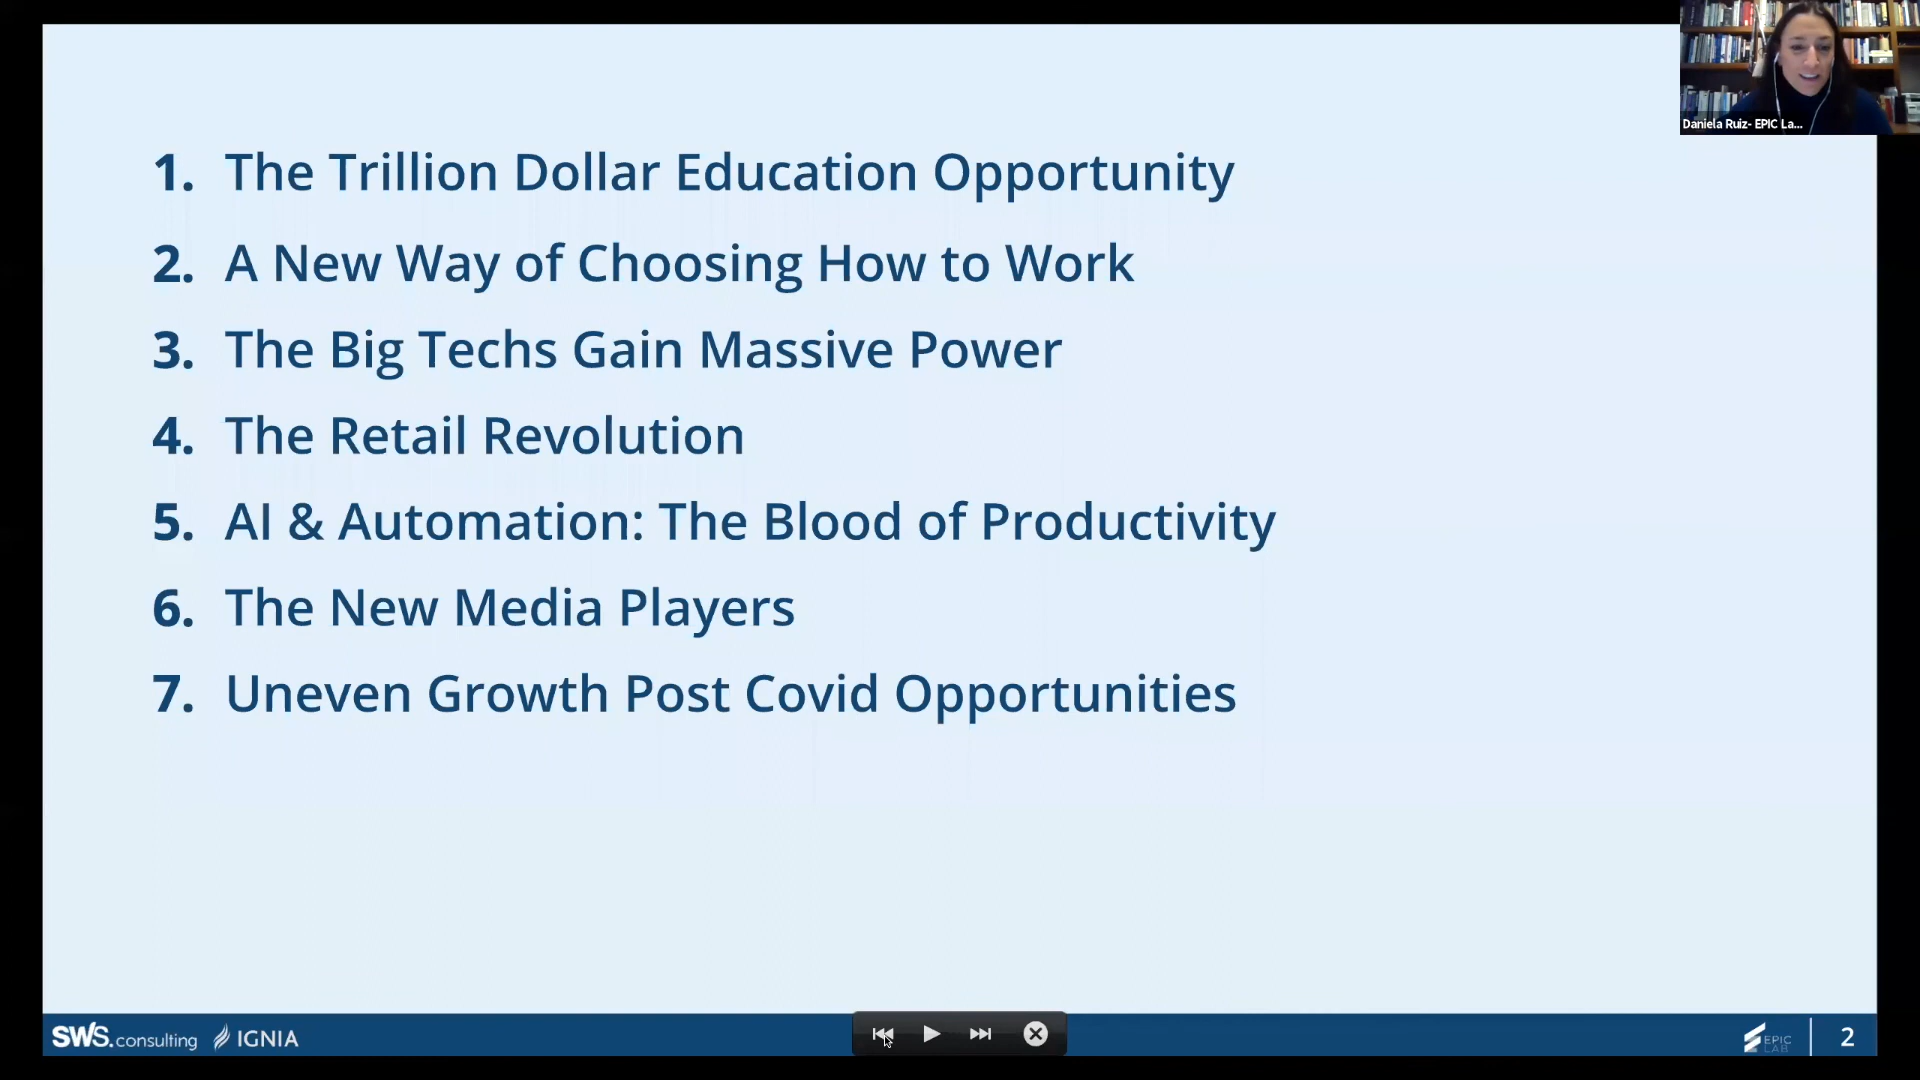 Daniela Ruiz- EPIC La...
1. The Trillion Dollar Education Opportunity
2. A New Way of Choosing How to Work
3. The Big Techs Gain Massive Power
4. The Retail Revolution
5. AI & Automation: The Blood of Productivity
6. The New Media Players
7. Uneven Growth Post Covid Opportunities
SWS.consulting IGNIA
EPIC
LAB
2